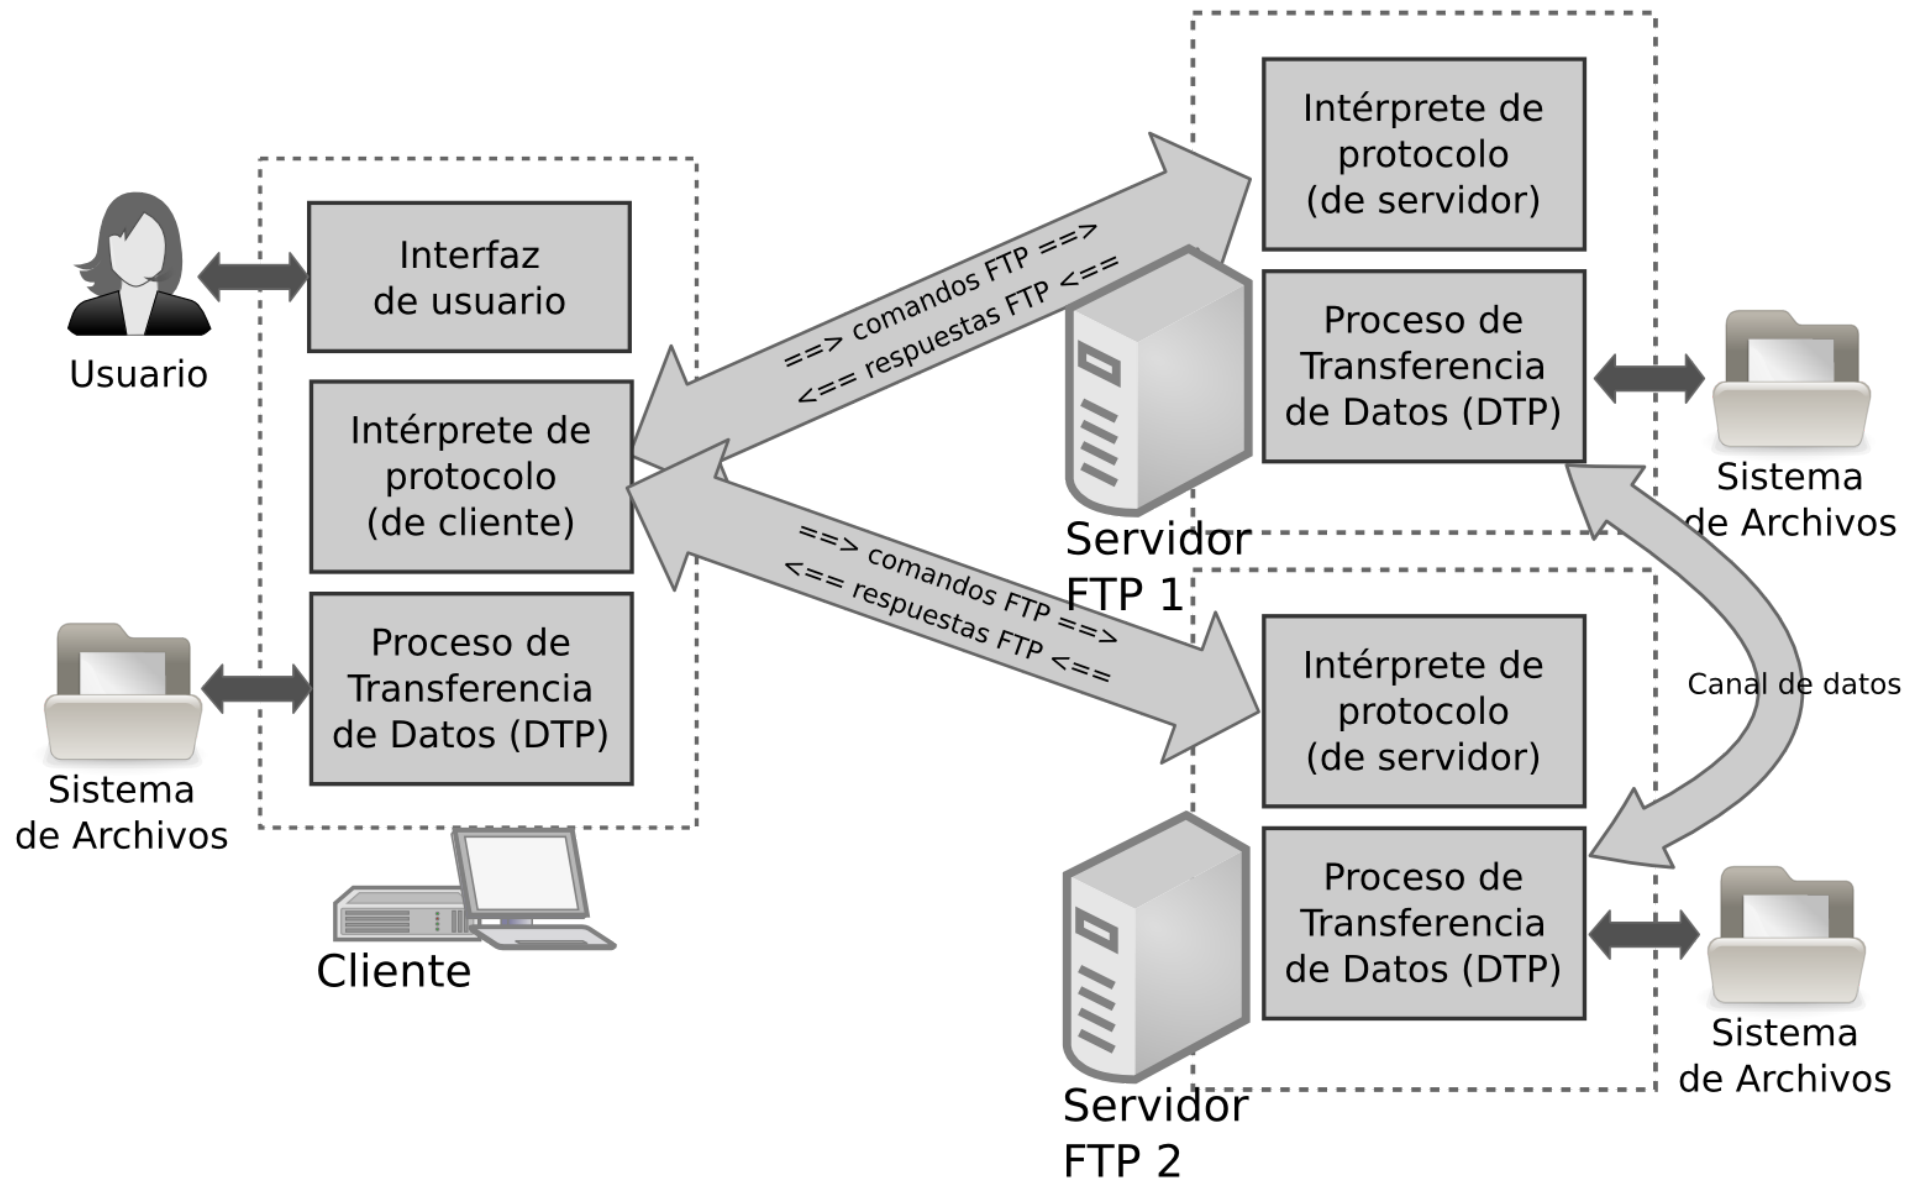 Usuario
Interfaz
de usuario
Intérprete de
protocolo
(de cliente)
Proceso de
Transferencia
de Datos (DTP)
Sistema
de Archivos
Cliente
==> comandos FTP ==>
<== respuestas FTP <==
==> comandos FTP ==>
<== respuestas FTP <==
Intérprete de
protocolo
(de servidor)
Proceso de
Transferencia
de Datos (DTP)
Sistema
de Archivos
Servidor
FTP 1
Canal de datos
Intérprete de
protocolo
(de servidor)
Proceso de
Transferencia
de Datos (DTP)
Sistema
de Archivos
Servidor
FTP 2